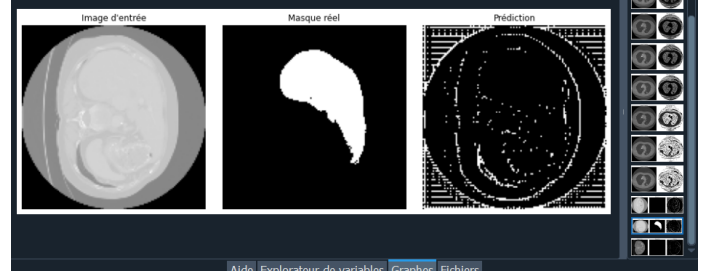 Image d'entrée Masque réel Prédiction
Aide Explorateur de variables Graphes Fichiers